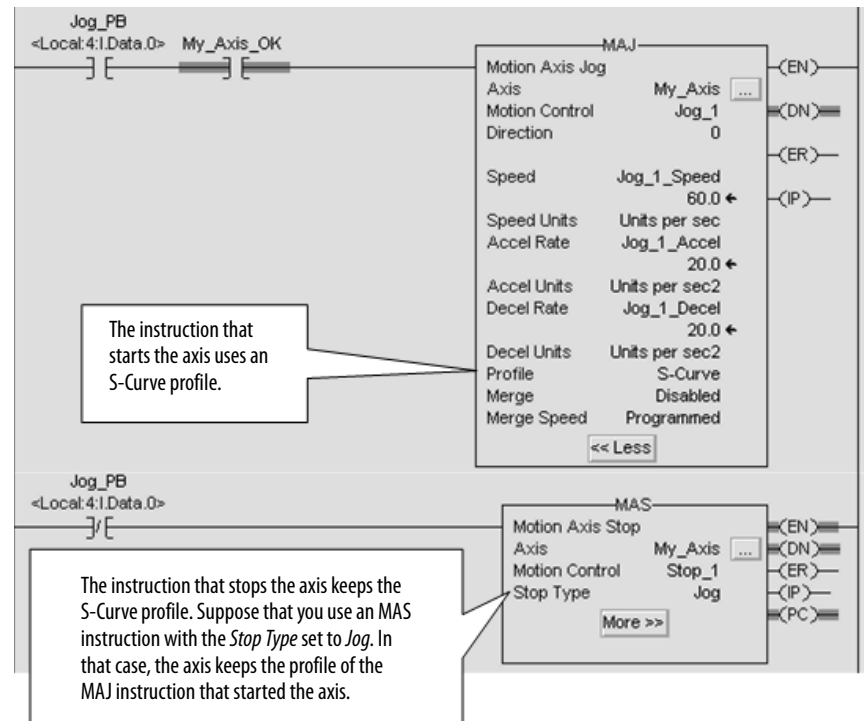 Jog_PB
<Local:4:I.Data.0> My_Axis_OK
MAJ
Motion Axis Jog
Axis My_Axis ...
Motion Control Jog_1
Direction 0
Speed Jog_1_Speed
60.0
Speed Units Units per sec
Accel Rate Jog_1_Accel
20.0
Accel Units Units per sec2
Decel Rate Jog_1_Decel
20.0
Decel Units Units per sec2
Profile S-Curve
Merge Disabled
Merge Speed Programmed
<< Less
(EN)
(DN)
(ER)
(IP)
The instruction that
starts the axis uses an
S-Curve profile.
Jog_PB
<Local:4:I.Data.0>
MAS
Motion Axis Stop
Axis My_Axis ...
Motion Control Stop_1
Stop Type Jog
More >>
(EN)
(DN)
(ER)
(IP)
(PC)
The instruction that stops the axis keeps the
S-Curve profile. Suppose that you use an MAS
instruction with the Stop Type set to Jog. In
that case, the axis keeps the profile of the
MAJ instruction that started the axis.